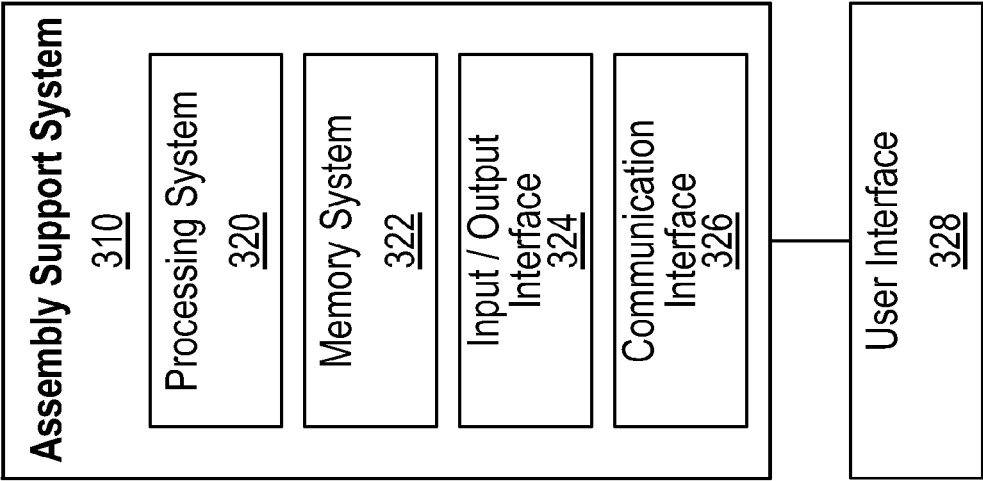 Assembly Support System
310
Processing System
320
Memory System
322
Input / Output
Interface
324
Communication
Interface
326
User Interface
328